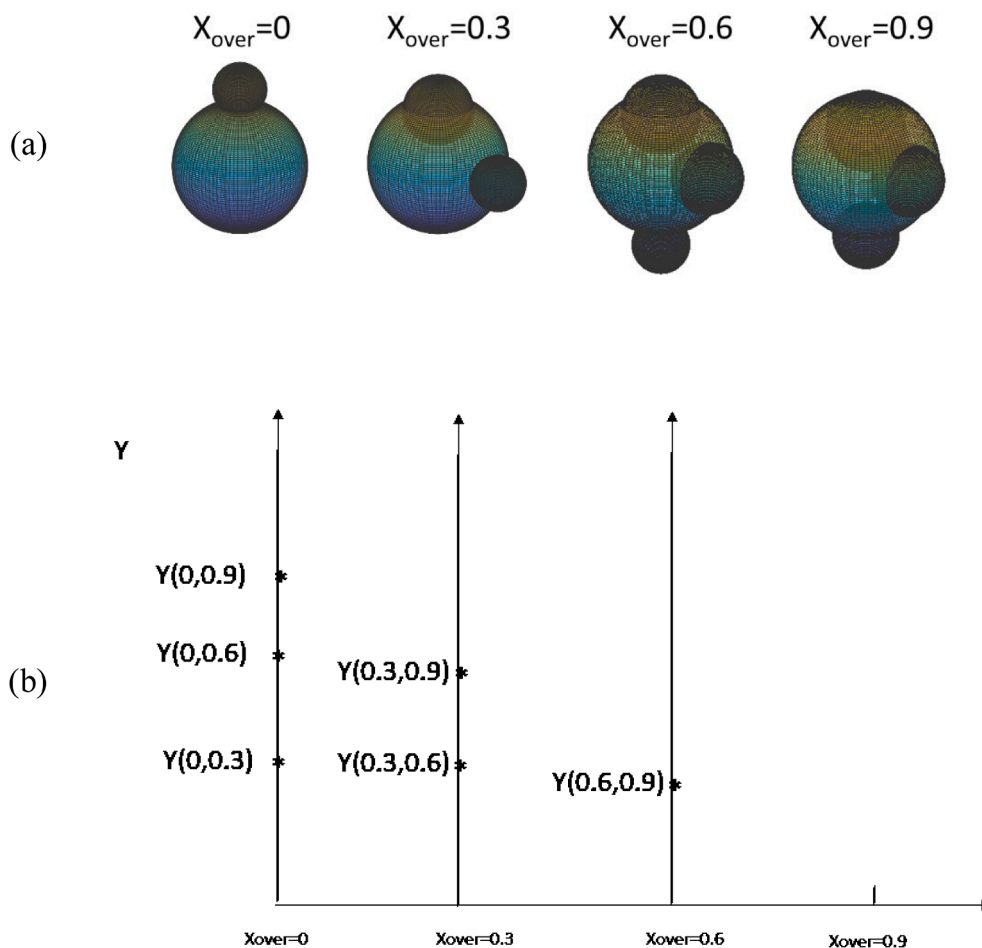 X_over=0 X_over=0.3 X_over=0.6 X_over=0.9
(a)
Y
Y(0,0.9)
Y(0,0.6)
Y(0.3,0.9)
(b)
Y(0,0.3)
Y(0.3,0.6)
Y(0.6,0.9)
Xover=0 Xover=0.3 Xover=0.6 Xover=0.9